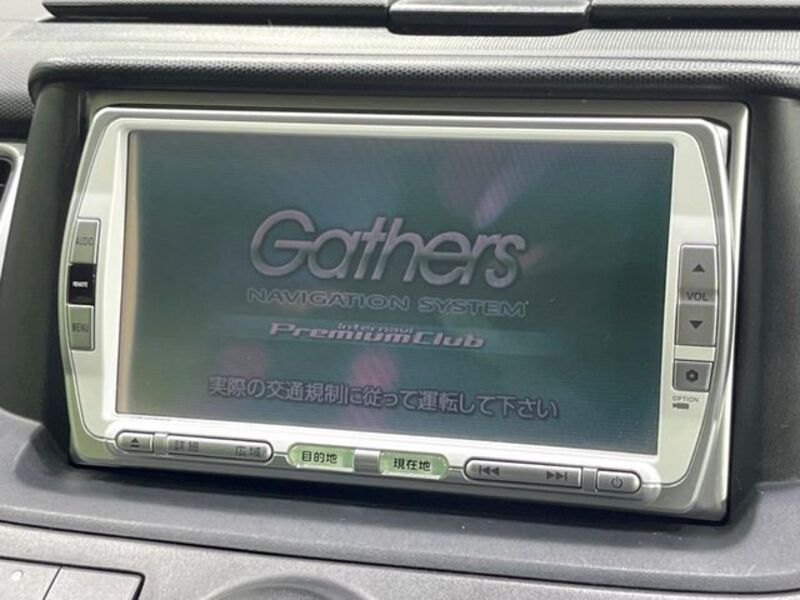 AUDIO
REMOTE
MENU
Gathers
NAVIGATION SYSTEM
internavi
PremiumClub
実際の交通規制に従って運転して下さい
VOL
OPTION
詳細 広域
目的地
現在地